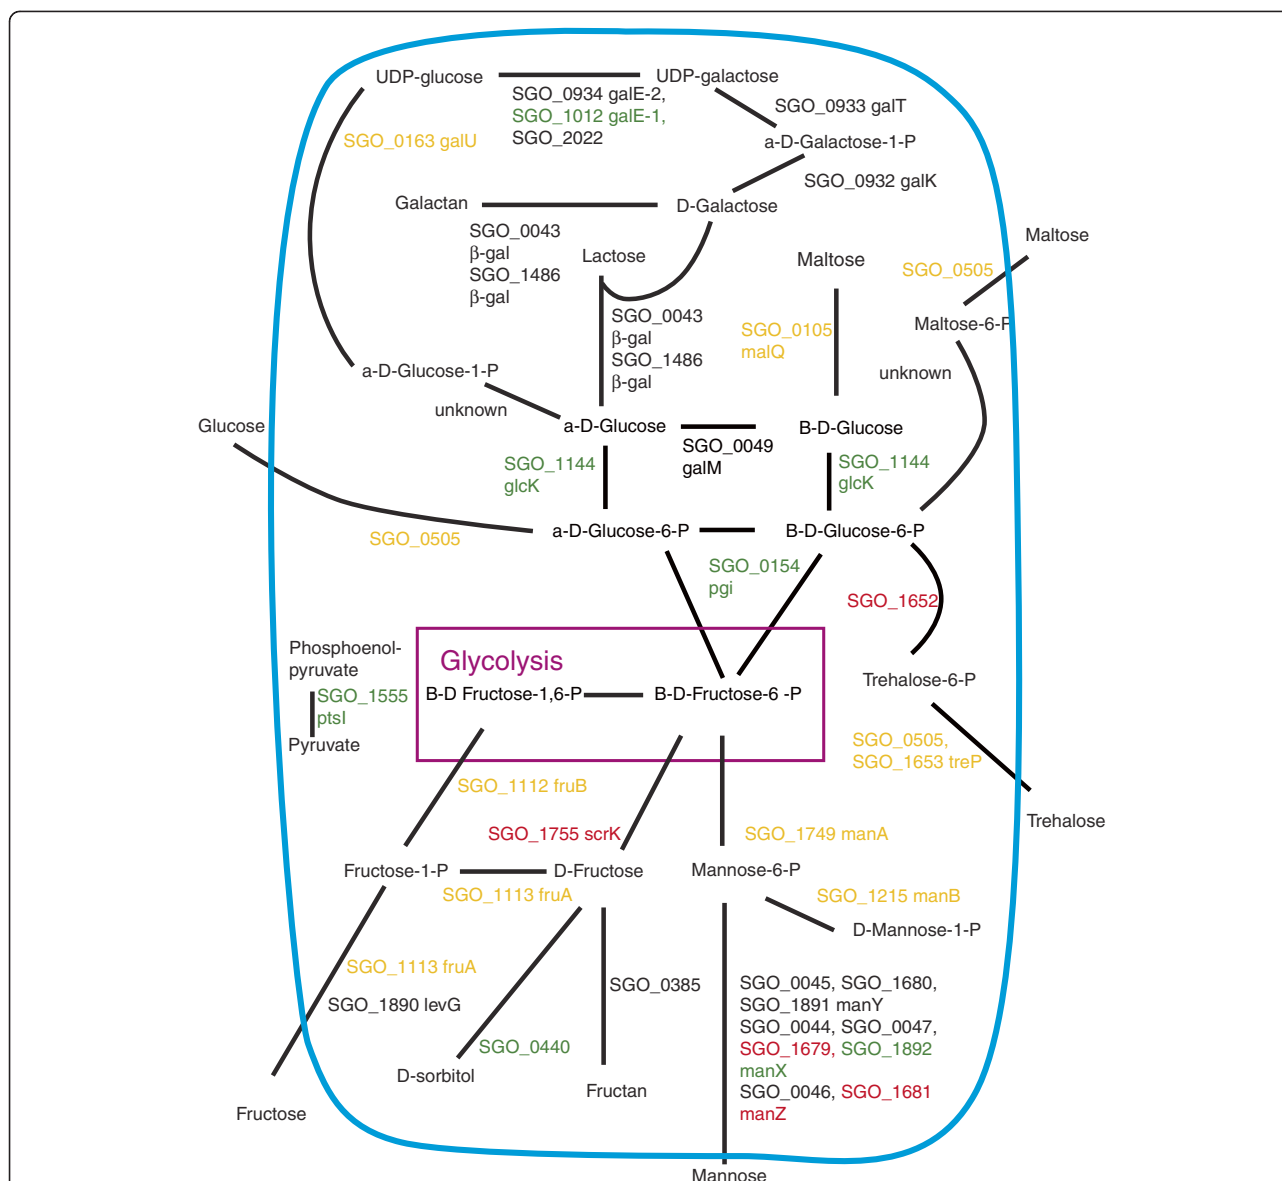 UDP-glucose
UDP-galactose
SGO_0934 galE-2,
SGO_1012 galE-1,
SGO_2022
SGO_0933 galT
SGO_0163 galU
a-D-Galactose-1-P
SGO_0932 galK
Galactan
D-Galactose
SGO_0043
β-gal
SGO_1486
β-gal
Lactose
Maltose
Maltose
SGO_0505
SGO_0043
β-gal
SGO_1486
β-gal
SGO_0105
malQ
Maltose-6-P
unknown
a-D-Glucose-1-P
unknown
Glucose
a-D-Glucose
B-D-Glucose
SGO_0049
galM
SGO_1144
glcK
SGO_1144
glcK
SGO_0505
a-D-Glucose-6-P
B-D-Glucose-6-P
SGO_0154
pgi
SGO_1652
Phosphoenol-
pyruvate
SGO_1555
ptsI
Pyruvate
Glycolysis
B-D Fructose-1,6-P
B-D-Fructose-6 -P
Trehalose-6-P
SGO_0505,
SGO_1653 treP
Trehalose
SGO_1112 fruB
SGO_1755 scrK
SGO_1749 manA
Fructose-1-P
D-Fructose
Mannose-6-P
SGO_1113 fruA
SGO_1215 manB
D-Mannose-1-P
SGO_1113 fruA
SGO_1890 levG
SGO_0385
SGO_0045, SGO_1680,
SGO_1891 manY
SGO_0044, SGO_0047,
SGO_1679, SGO_1892
manX
SGO_0046, SGO_1681
manZ
SGO_0440
D-sorbitol
Fructan
Fructose
Mannose